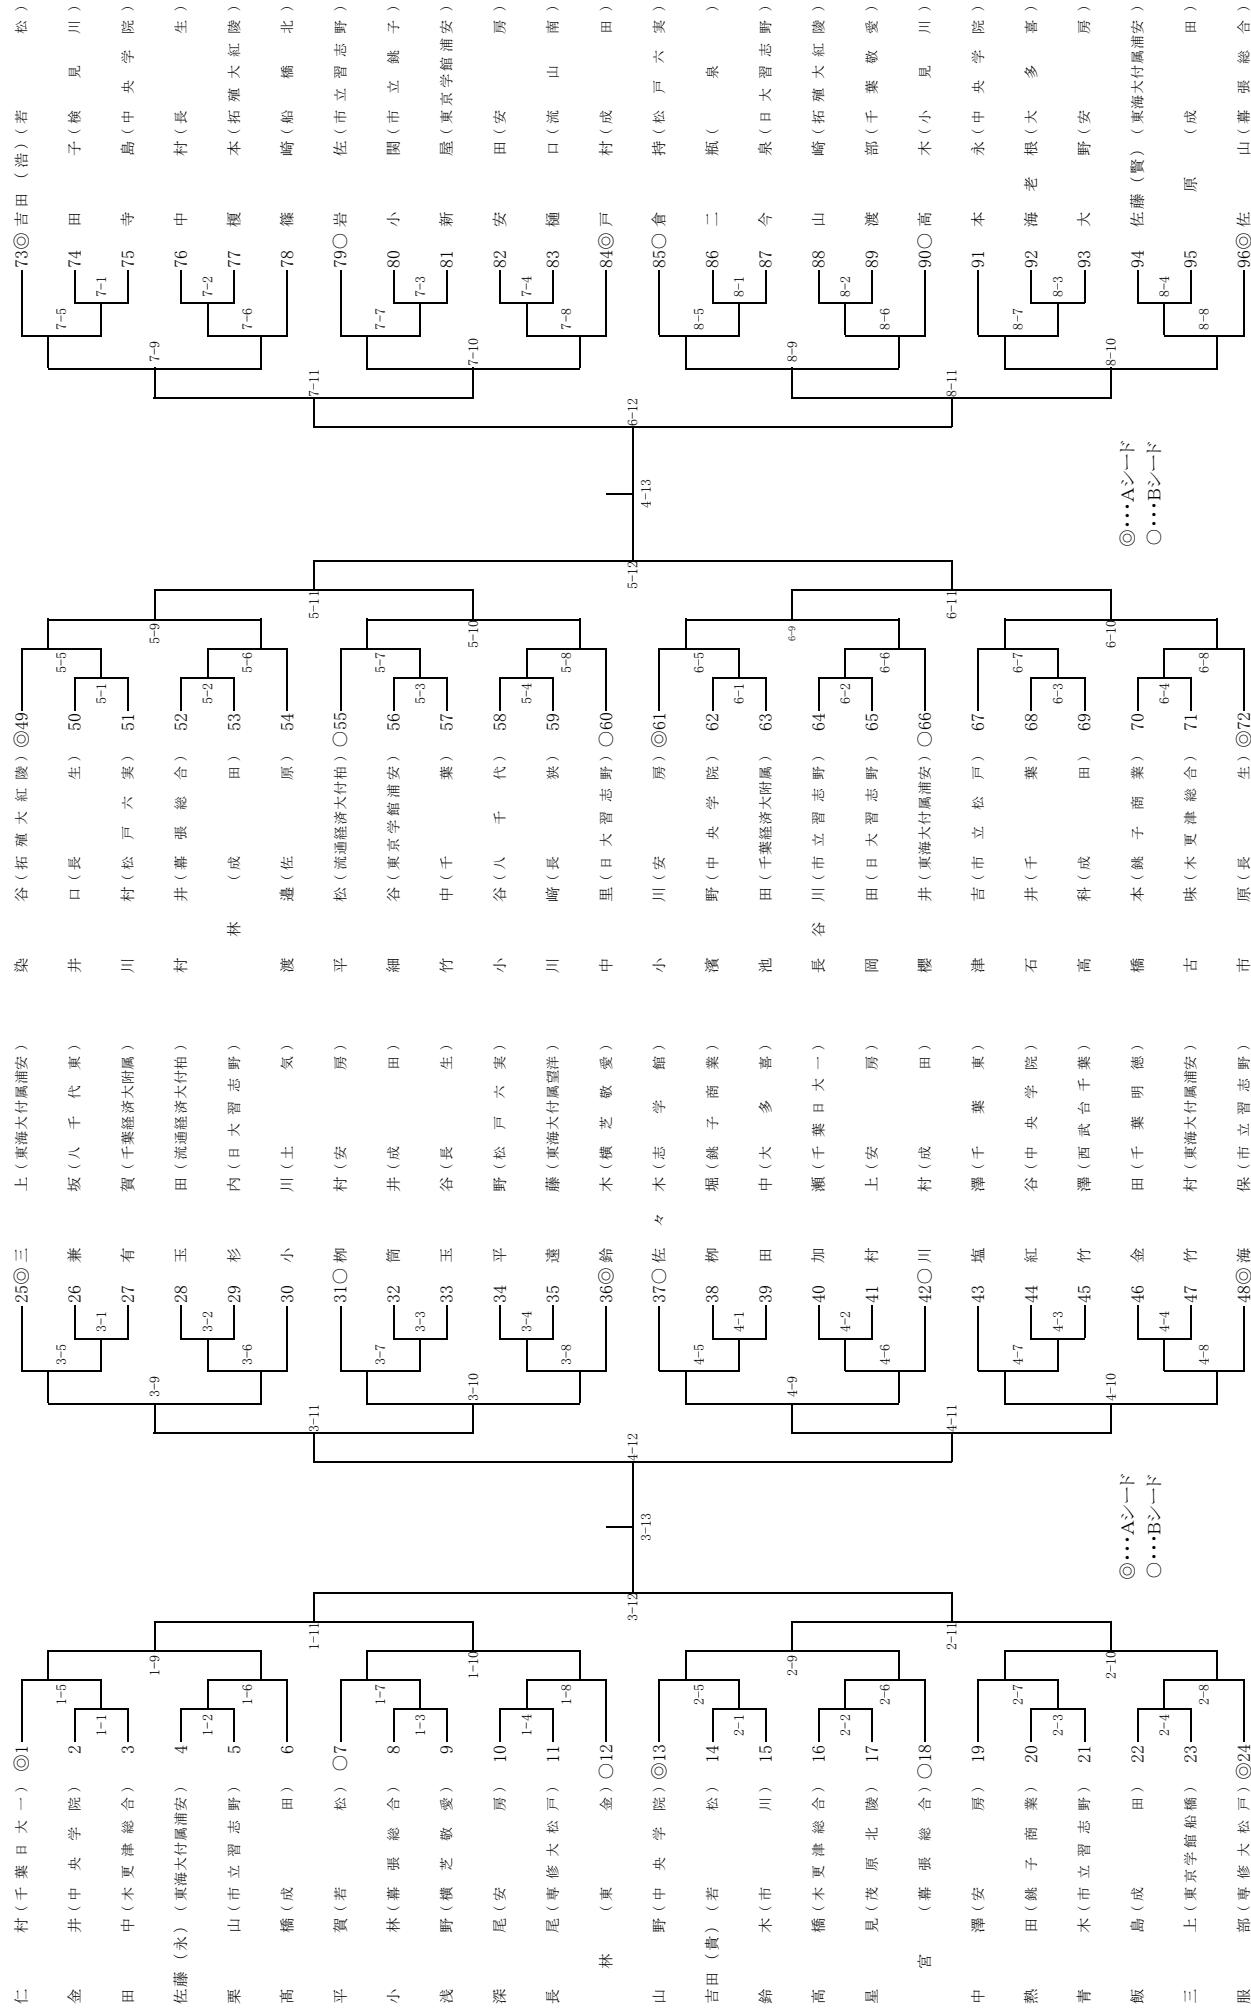 ◎1 仁村（千葉日大一）
2 金井（中央学院）
3 田中（木更津総合）
4 佐藤（永）（東海大付属浦安）
5 栗山（市立習志野）
6 髙橋（成田）
○7 平賀（若松）
8 小林（幕張総合）
9 浅野（横芝敬愛）
10 深尾（安房）
11 長尾（専修大松戸）
○12 林（東金）
◎13 山野（中央学院）
14 吉田（貴）（若松）
15 鈴木（市川）
16 高橋（木更津総合）
17 星見（茂原北陵）
○18 宮（幕張総合）
19 中澤（安房）
20 熱田（銚子商業）
21 青木（市立習志野）
22 飯島（成田）
23 三上（東京学館船橋）
◎24 服部（専修大松戸）
1-1
1-2
1-3
1-4
1-5
1-6
1-7
1-8
1-9
1-10
1-11
2-1
2-2
2-3
2-4
2-5
2-6
2-7
2-8
2-9
2-10
2-11
3-12
3-13
◎・・・Aシード
○・・・Bシード
25◎三上（東海大付属浦安）
26 兼坂（八千代東）
27 有賀（千葉経済大附属）
28 玉田（流通経済大付柏）
29 杉内（日大習志野）
30 小川（土気）
31○栁村（安房）
32 筒井（成田）
33 玉谷（長生）
34 平野（松戸六実）
35 遠藤（東海大付属望洋）
36◎鈴木（横芝敬愛）
37○佐々木（志学館）
38 栁堀（銚子商業）
39 田中（大多喜）
40 加瀬（千葉日大一）
41 村上（安房）
42○川村（成田）
43 塩澤（千葉東）
44 紅谷（中央学院）
45 竹澤（西武台千葉）
46 金田（千葉明徳）
47 竹村（東海大付属浦安）
48◎海保（市立習志野）
3-1
3-2
3-3
3-4
3-5
3-6
3-7
3-8
3-9
3-10
3-11
4-1
4-2
4-3
4-4
4-5
4-6
4-7
4-8
4-9
4-10
4-11
4-12
◎49 染谷（拓殖大紅陵）
50 井口（長生）
51 川村（松戸六実）
52 村井（幕張総合）
53 林（成田）
54 渡邉（佐原）
○55 平松（流通経済大付柏）
56 細谷（東京学館浦安）
57 竹中（千葉）
58 小谷（八千代）
59 川﨑（長狭）
○60 中里（日大習志野）
◎61 小川（安房）
62 濱野（中央学院）
63 池田（千葉経済大附属）
64 長谷川（市立習志野）
65 岡田（日大習志野）
○66 櫻井（東海大付属浦安）
67 津吉（市立松戸）
68 石井（千葉）
69 高科（成田）
70 橋本（銚子商業）
71 古味（木更津総合）
◎72 市原（長生）
5-1
5-2
5-3
5-4
5-5
5-6
5-7
5-8
5-9
5-10
5-11
6-1
6-2
6-3
6-4
6-5
6-6
6-7
6-8
6-9
6-10
6-11
5-12
4-13
◎・・・Aシード
○・・・Bシード
73◎吉田（浩）（若松）
74 田子（検見川）
75 寺島（中央学院）
76 中村（長生）
77 榎本（拓殖大紅陵）
78 篠崎（船橋北）
79○岩佐（市立習志野）
80 小関（市立銚子）
81 新屋（東京学館浦安）
82 安田（安房）
83 樋口（流山南）
84◎戸村（成田）
85○倉持（松戸六実）
86 二瓶（泉）
87 今泉（日大習志野）
88 山崎（拓殖大紅陵）
89 渡部（千葉敬愛）
90○高木（小見川）
91 本永（中央学院）
92 海老根（大多喜）
93 大野（安房）
94 佐藤（賢）（東海大付属浦安）
95 原（成田）
96◎佐山（幕張総合）
7-1
7-2
7-3
7-4
7-5
7-6
7-7
7-8
7-9
7-10
7-11
8-1
8-2
8-3
8-4
8-5
8-6
8-7
8-8
8-9
8-10
8-11
6-12